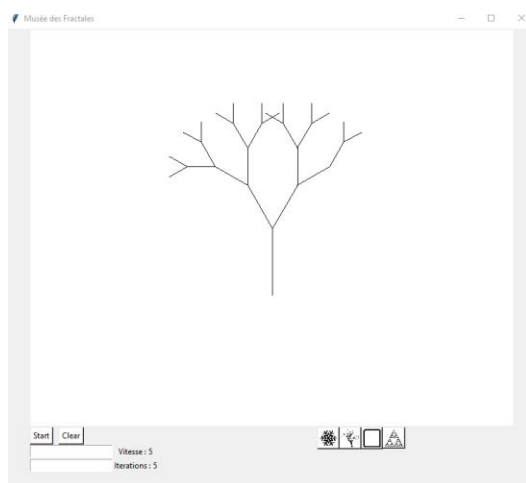 Musée des Fractales
Start Clear
Vitesse : 5
Iterations : 5